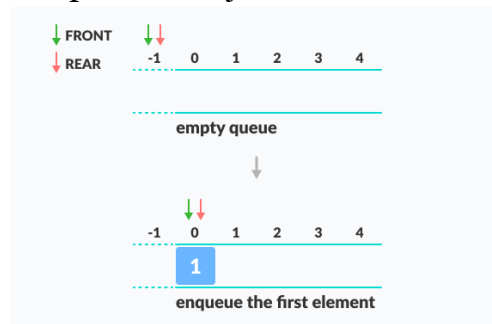 FRONT
REAR
-1 0 1 2 3 4
empty queue
-1 0 1 2 3 4
1
enqueue the first element